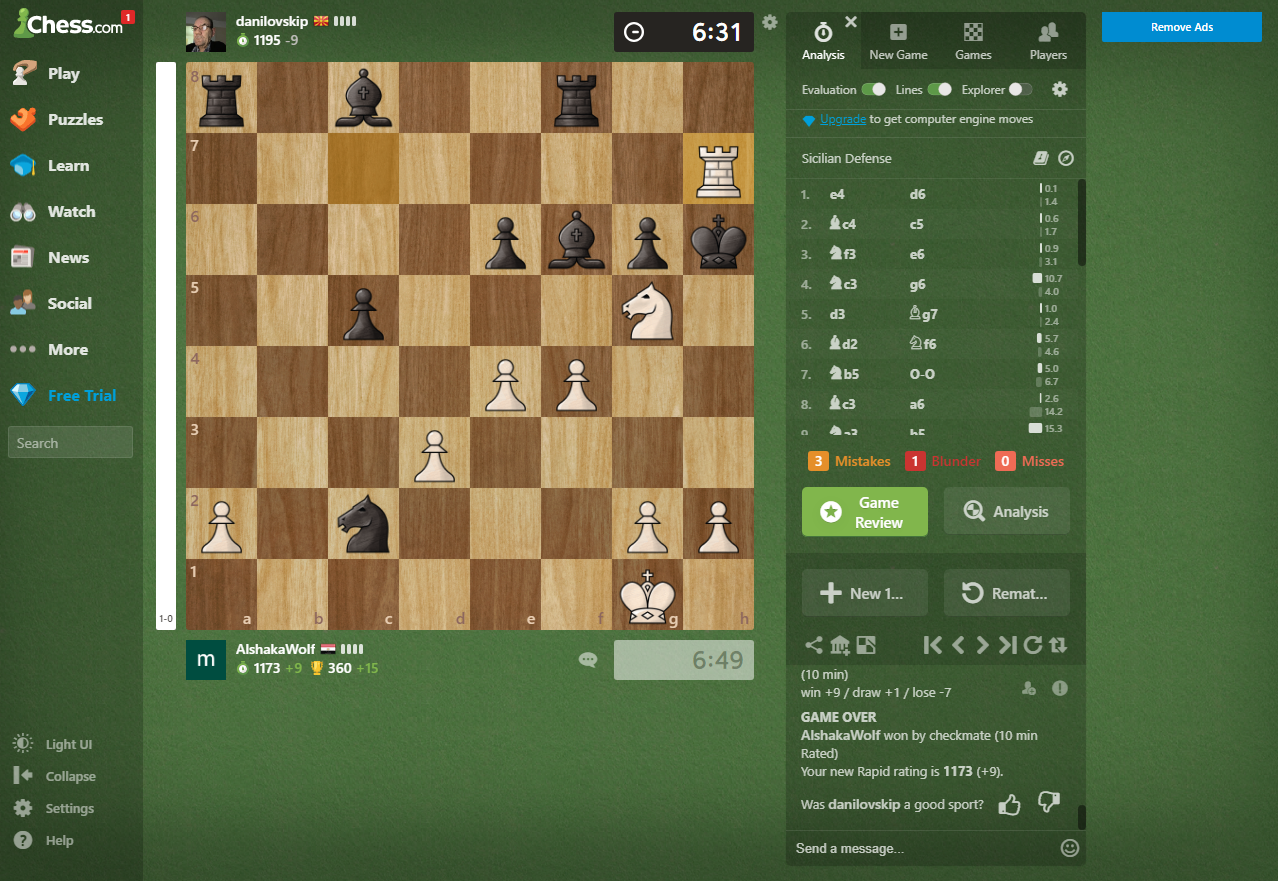 Chess.com
1
Play
Puzzles
Learn
Watch
News
Social
More
Free Trial
Search
Light UI
Collapse
Settings
Help
danilovskip
1195 -9
6:31
8
7
6
5
4
3
2
1
a b c d e f g h
1-0
m
AlshakaWolf
1173 +9 360 +15
6:49
Analysis
New Game
Games
Players
Evaluation Lines Explorer
Upgrade to get computer engine moves
Sicilian Defense
1. e4 d6 0.1 1.4
2. c4 c5 0.6 1.7
3. f3 e6 0.9 3.1
4. c3 g6 10.7 4.0
5. d3 g7 1.0 2.4
6. d2 f6 5.7 4.6
7. b5 O-O 5.0 6.7
8. c3 a6 2.6 14.2
9. a3 b5 15.3
3 Mistakes 1 Blunder 0 Misses
Game Review
Analysis
New 1...
Remat...
(10 min)
win +9 / draw +1 / lose -7
GAME OVER
AlshakaWolf won by checkmate (10 min
Rated)
Your new Rapid rating is 1173 (+9).
Was danilovskip a good sport?
Send a message...
Remove Ads